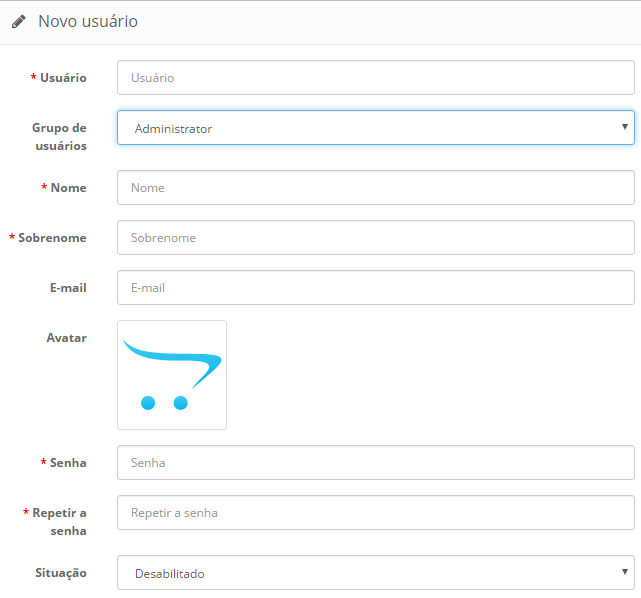 Novo usuário
* Usuário
Usuário
Grupo de
usuários
Administrator
* Nome
Nome
* Sobrenome
Sobrenome
E-mail
E-mail
Avatar
* Senha
Senha
* Repetir a
senha
Repetir a senha
Situação
Desabilitado